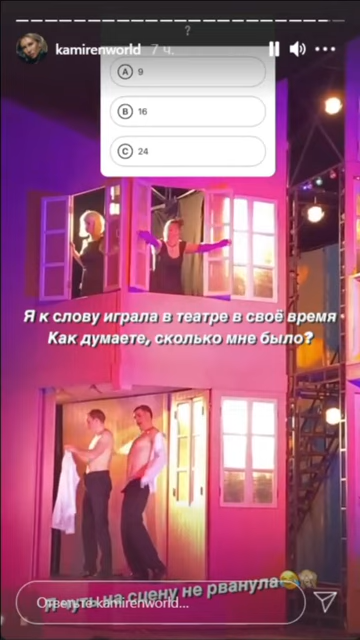 kamirenworld 7 ч.
?
A 9
B 16
C 24
Я к слову играла в театре в своё время
Как думаете, сколько мне было?
на сцену не рванула
Ответьте kamirenworld...